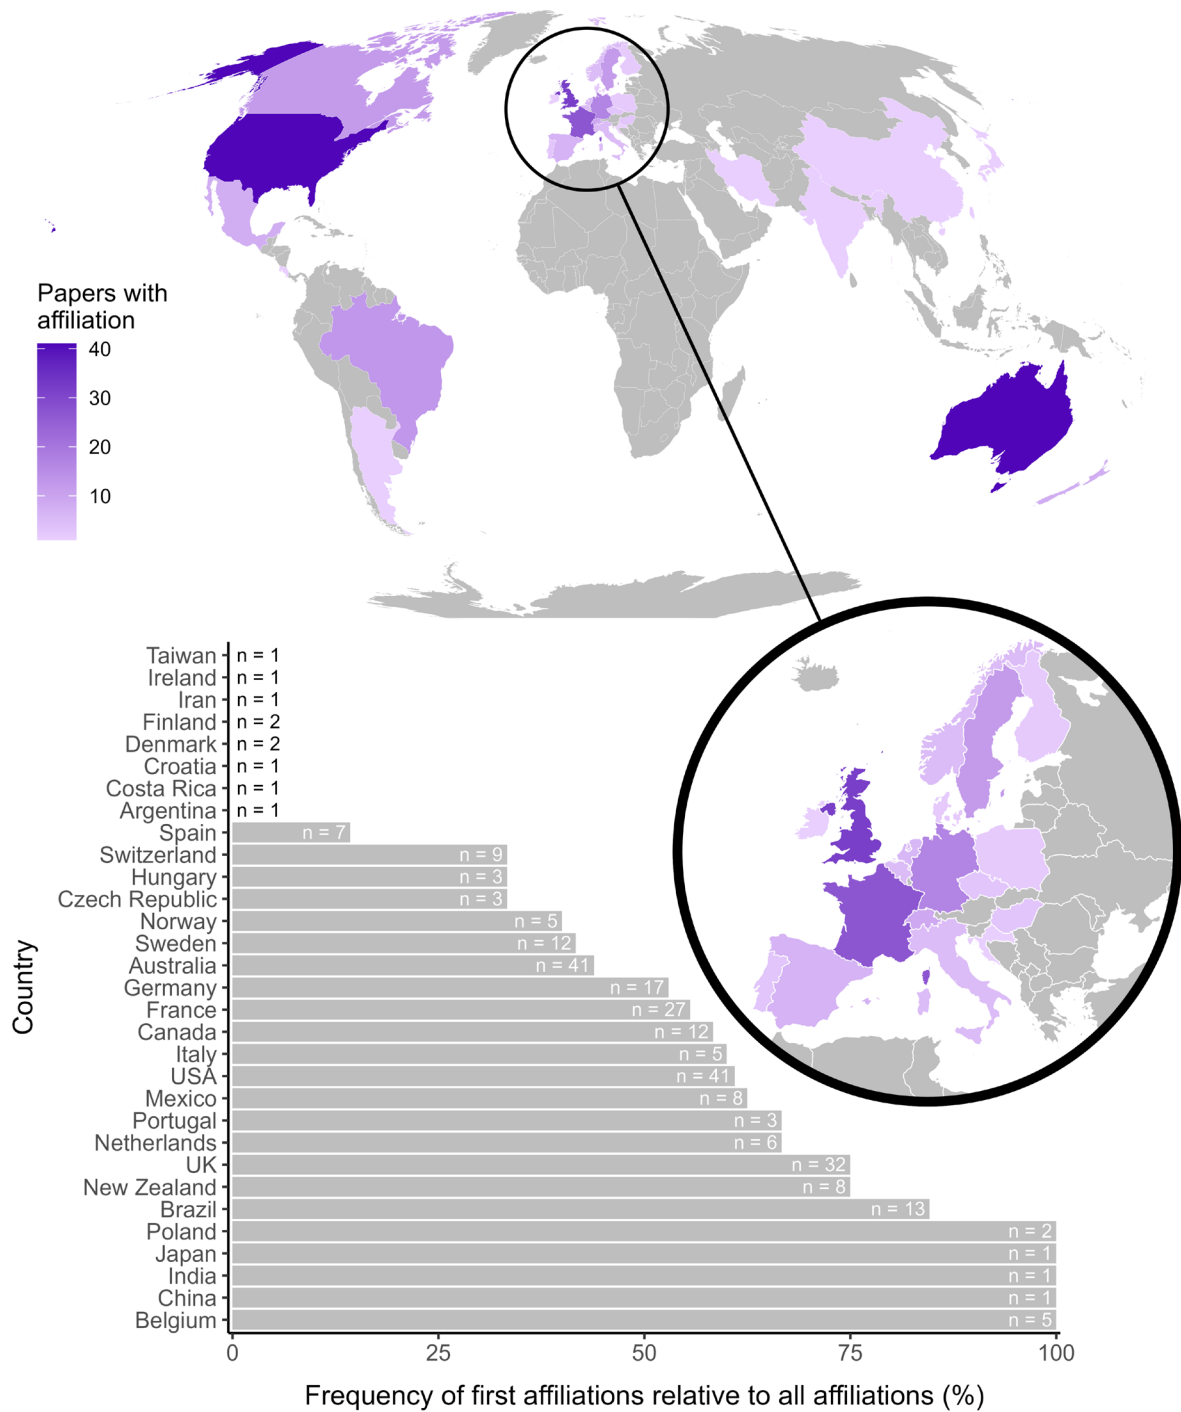 Papers with
affiliation
40
30
20
10
Country
Taiwan n = 1
Ireland n = 1
Iran n = 1
Finland n = 2
Denmark n = 2
Croatia n = 1
Costa Rica n = 1
Argentina n = 1
Spain n = 7
Switzerland n = 9
Hungary n = 3
Czech Republic n = 3
Norway n = 5
Sweden n = 12
Australia n = 41
Germany n = 17
France n = 27
Canada n = 12
Italy n = 5
USA n = 41
Mexico n = 8
Portugal n = 3
Netherlands n = 6
UK n = 32
New Zealand n = 8
Brazil n = 13
Poland n = 2
Japan n = 1
India n = 1
China n = 1
Belgium n = 5
0 25 50 75 100
Frequency of first affiliations relative to all affiliations (%)